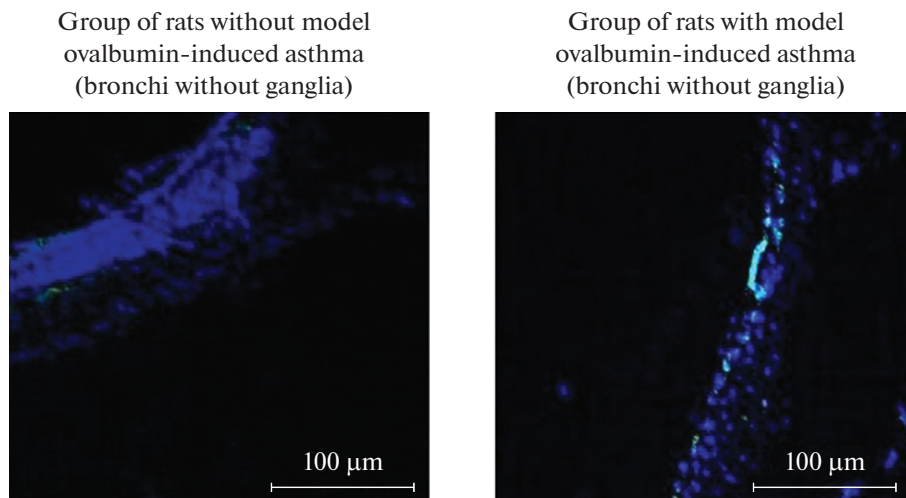 Group of rats without model
ovalbumin-induced asthma
(bronchi without ganglia)
Group of rats with model
ovalbumin-induced asthma
(bronchi without ganglia)
100 μm
100 μm